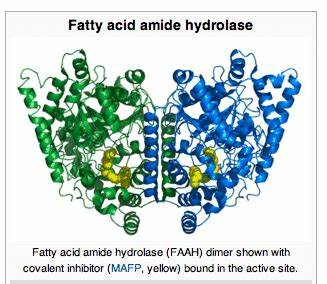 Fatty acid amide hydrolase
Fatty acid amide hydrolase (FAAH) dimer shown with
covalent inhibitor (MAFP, yellow) bound in the active site.